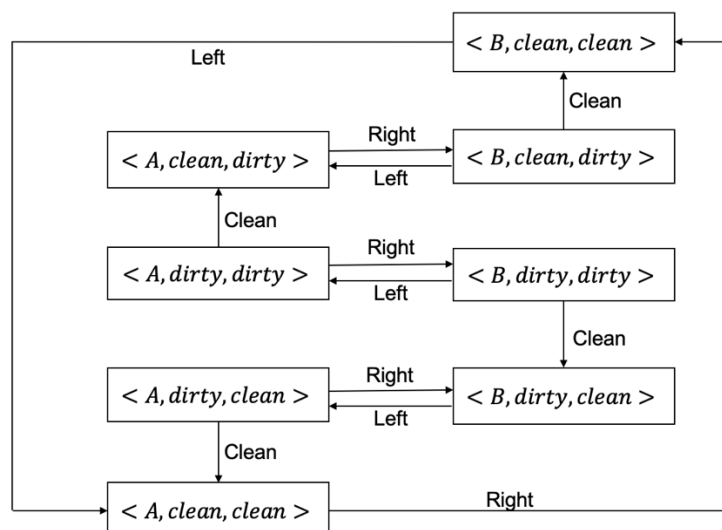 < B, clean, clean >
Left
Clean
Right
< A, clean, dirty >
< B, clean, dirty >
Left
Clean
Right
< A, dirty, dirty >
< B, dirty, dirty >
Left
Clean
Right
< A, dirty, clean >
< B, dirty, clean >
Left
Clean
< A, clean, clean >
Right